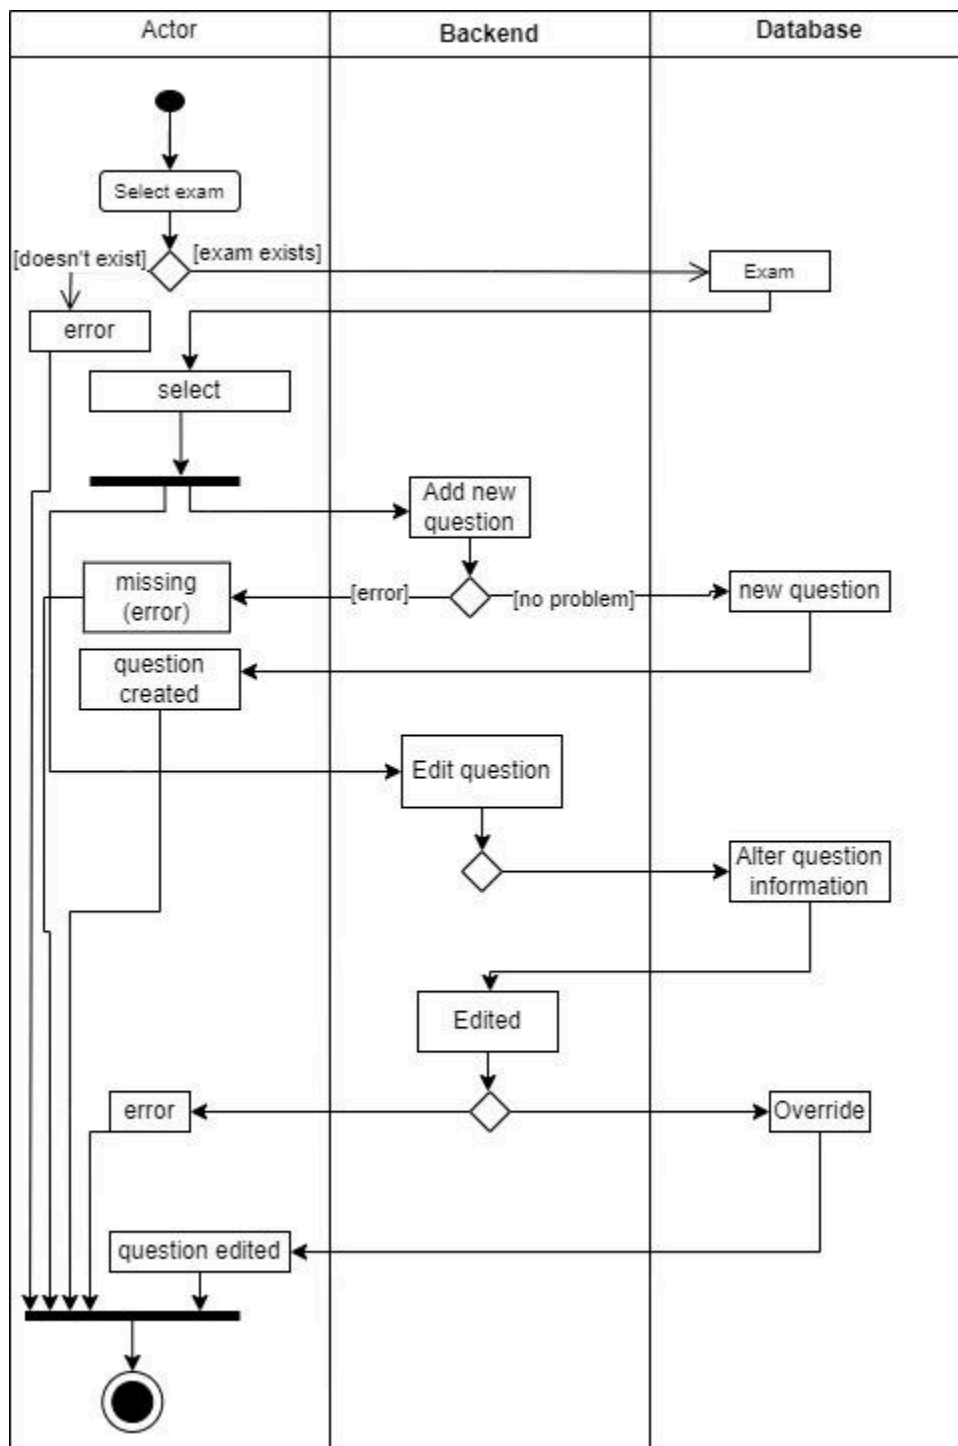 Actor
Backend
Database
Select exam
[doesn't exist]
[exam exists]
Exam
error
select
Add new
question
missing
(error)
[error]
[no problem]
new question
question
created
Edit question
Alter question
information
Edited
error
Override
question edited